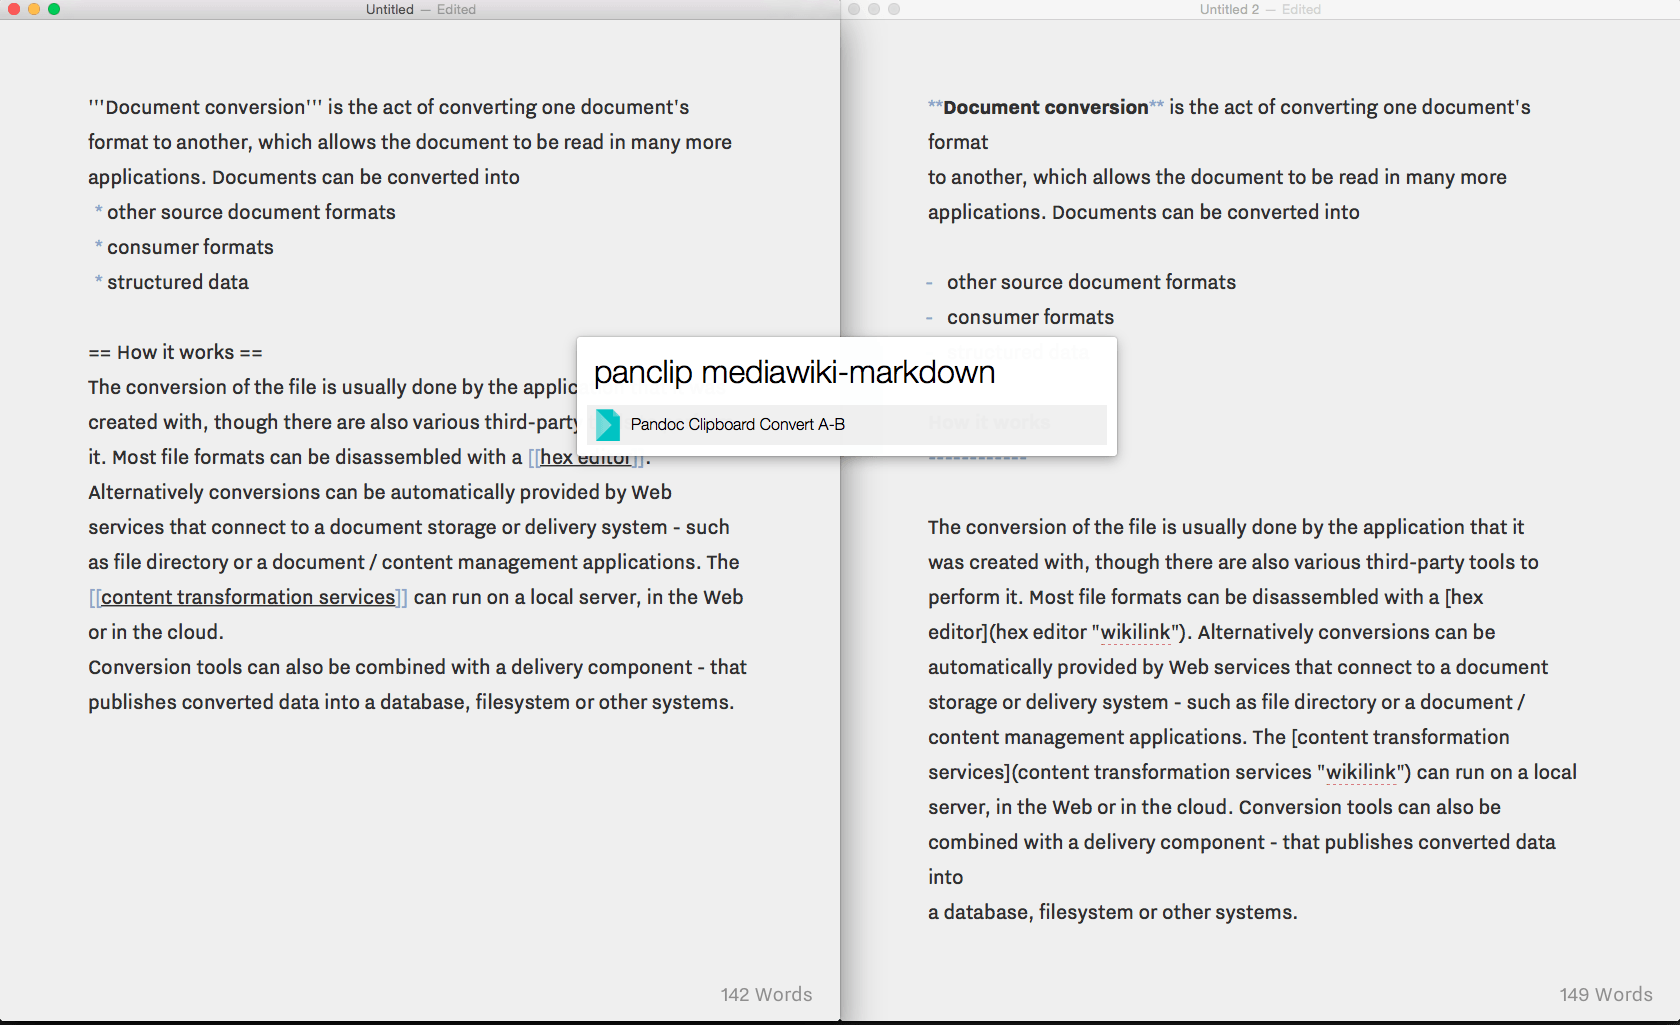 Untitled — Edited
'''Document conversion''' is the act of converting one document's
format to another, which allows the document to be read in many more
applications. Documents can be converted into
* other source document formats
* consumer formats
* structured data
== How it works ==
The conversion of the file is usually done by the applic
created with, though there are also various third-party
it. Most file formats can be disassembled with a [[hex editor]].
Alternatively conversions can be automatically provided by Web
services that connect to a document storage or delivery system - such
as file directory or a document / content management applications. The
[[content transformation services]] can run on a local server, in the Web
or in the cloud.
Conversion tools can also be combined with a delivery component - that
publishes converted data into a database, filesystem or other systems.
142 Words
panclip mediawiki-markdown
Pandoc Clipboard Convert A-B
Untitled 2 — Edited
**Document conversion** is the act of converting one document's
format
to another, which allows the document to be read in many more
applications. Documents can be converted into
- other source document formats
- consumer formats
How it works
------------
The conversion of the file is usually done by the application that it
was created with, though there are also various third-party tools to
perform it. Most file formats can be disassembled with a [hex
editor](hex editor "wikilink"). Alternatively conversions can be
automatically provided by Web services that connect to a document
storage or delivery system - such as file directory or a document /
content management applications. The [content transformation
services](content transformation services "wikilink") can run on a local
server, in the Web or in the cloud. Conversion tools can also be
combined with a delivery component - that publishes converted data
into
a database, filesystem or other systems.
149 Words